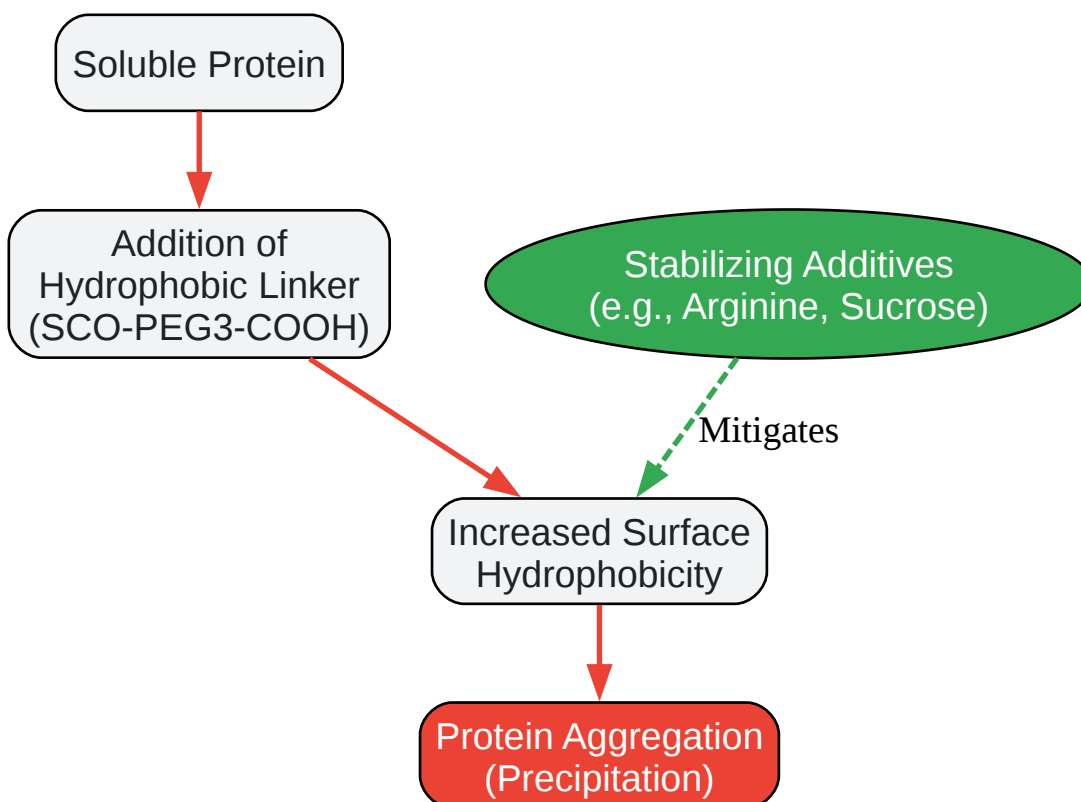 Soluble Protein
Addition of
Hydrophobic Linker
(SCO-PEG3-COOH)
Stabilizing Additives
(e.g., Arginine, Sucrose)
Mitigates
Increased Surface
Hydrophobicity
Protein Aggregation
(Precipitation)